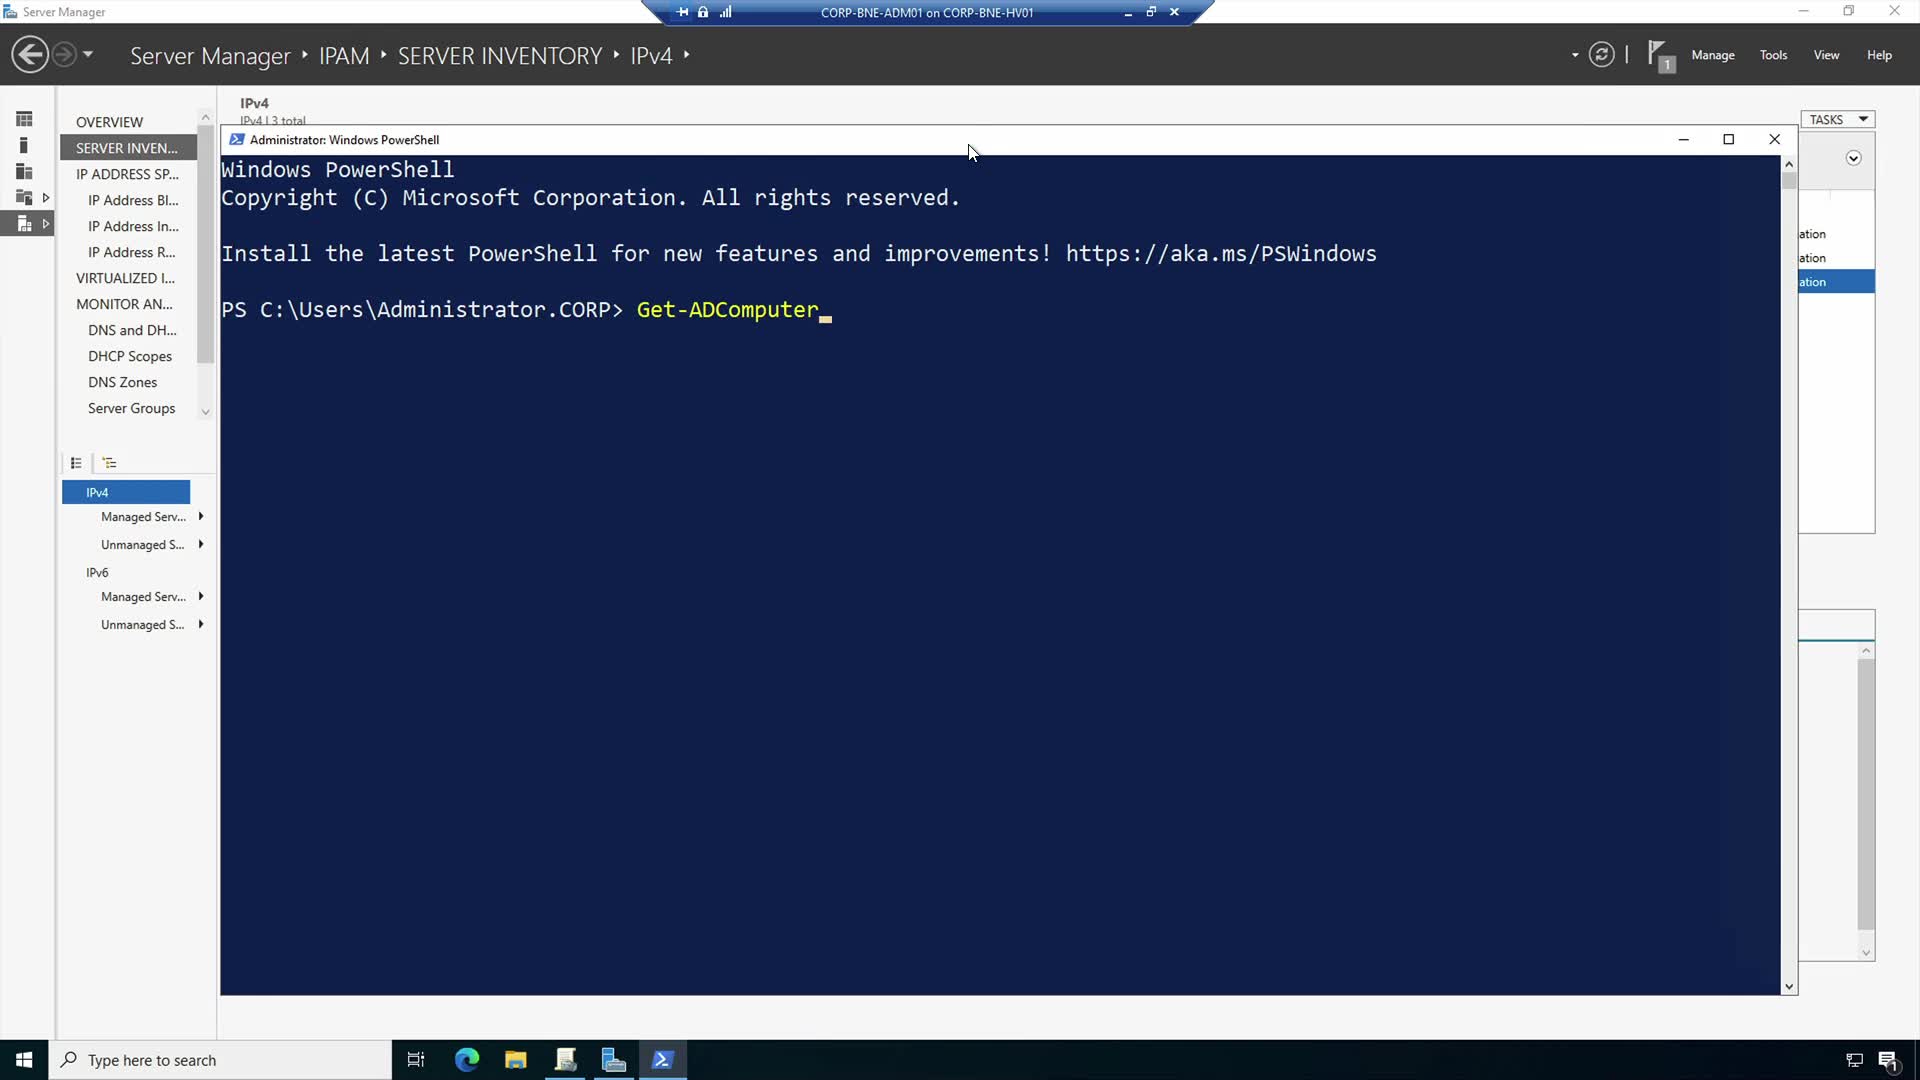 Server Manager
CORP-BNE-ADM01 on CORP-BNE-HV01
Server Manager IPAM SERVER INVENTORY IPv4
1
Manage Tools View Help
OVERVIEW
SERVER INVEN...
IP ADDRESS SP...
IP Address Bl...
IP Address In...
IP Address R...
VIRTUALIZED I...
MONITOR AN...
DNS and DH...
DHCP Scopes
DNS Zones
Server Groups
IPv4
Managed Serv...
Unmanaged S...
IPv6
Managed Serv...
Unmanaged S...
IPv4
IPv4 | 3 total
TASKS
ation
ation
ation
Administrator: Windows PowerShell
Windows PowerShell
Copyright (C) Microsoft Corporation. All rights reserved.
Install the latest PowerShell for new features and improvements! https://aka.ms/PSWindows
PS C:\Users\Administrator.CORP> Get-ADComputer
Type here to search
1